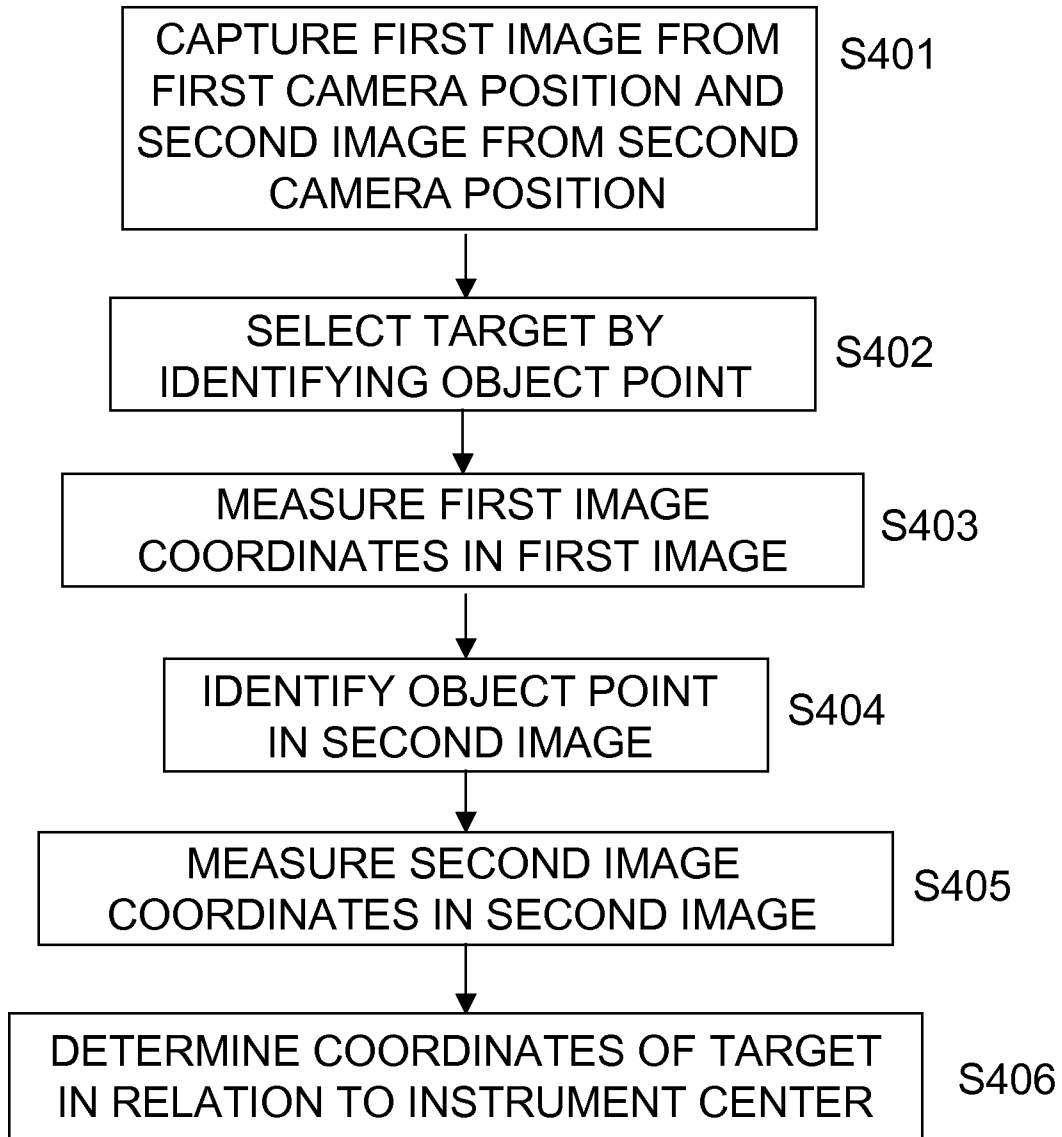 CAPTURE FIRST IMAGE FROM
FIRST CAMERA POSITION AND
SECOND IMAGE FROM SECOND
CAMERA POSITION
S401
SELECT TARGET BY
IDENTIFYING OBJECT POINT
S402
MEASURE FIRST IMAGE
COORDINATES IN FIRST IMAGE
S403
IDENTIFY OBJECT POINT
IN SECOND IMAGE
S404
MEASURE SECOND IMAGE
COORDINATES IN SECOND IMAGE
S405
DETERMINE COORDINATES OF TARGET
IN RELATION TO INSTRUMENT CENTER
S406